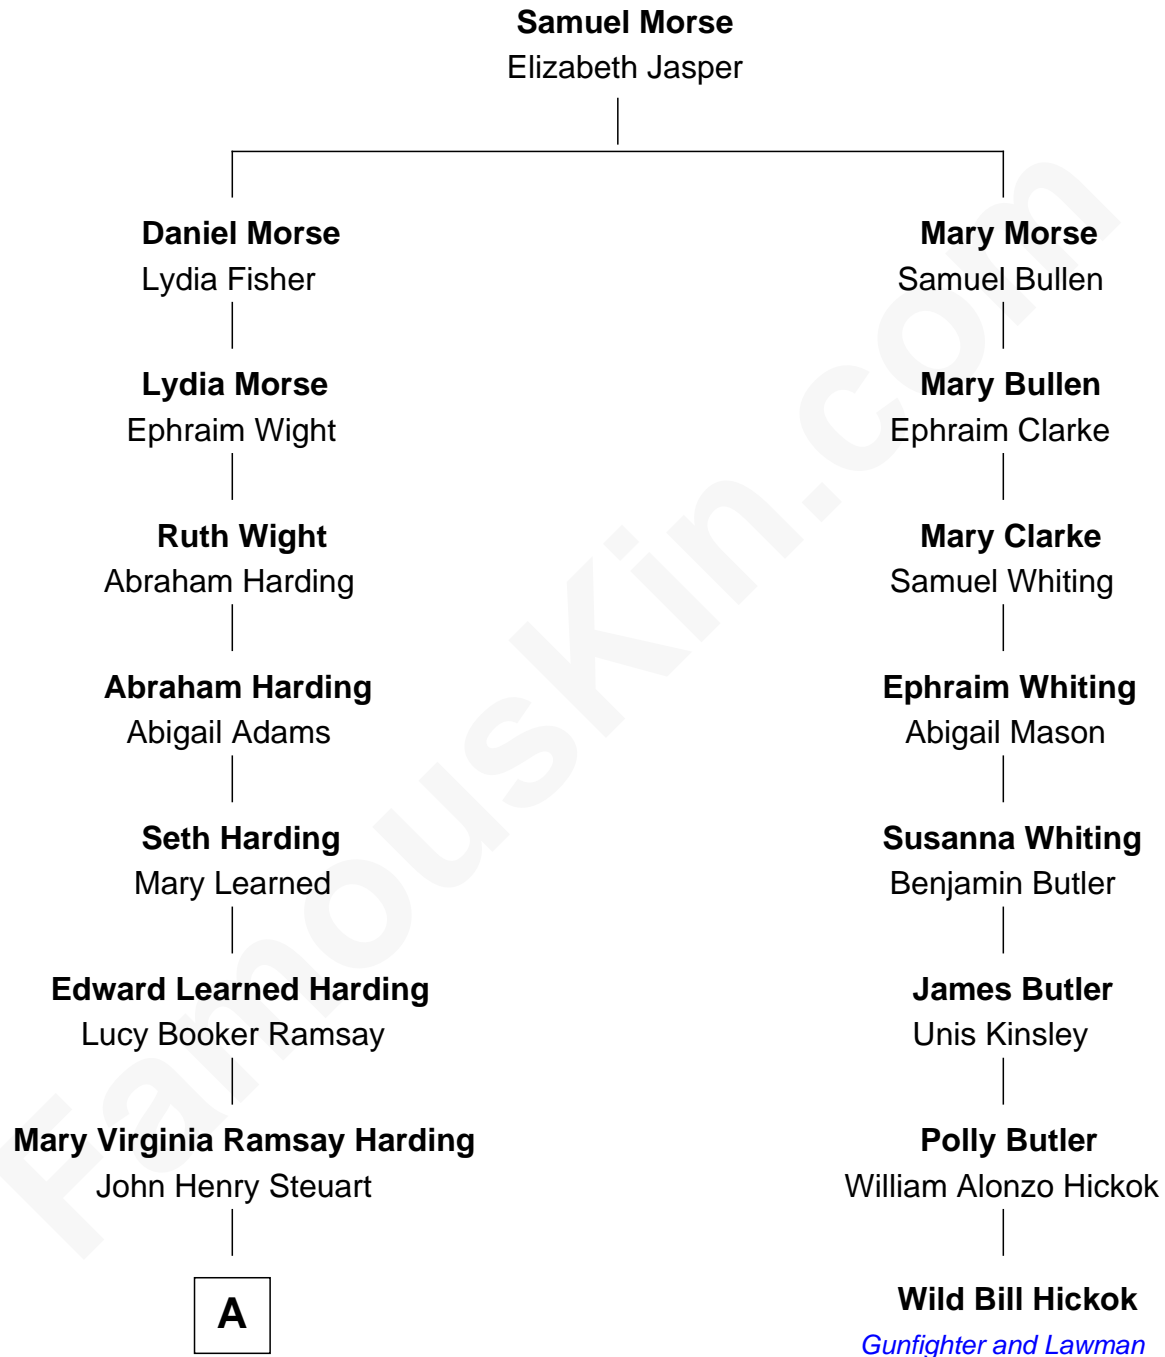 Samuel Morse
Elizabeth Jasper
Daniel Morse
Lydia Fisher
Lydia Morse
Ephraim Wight
Ruth Wight
Abraham Harding
Abraham Harding
Abigail Adams
Seth Harding
Mary Learned
Edward Learned Harding
Lucy Booker Ramsay
Mary Virginia Ramsay Harding
John Henry Steuart
A
Mary Morse
Samuel Bullen
Mary Bullen
Ephraim Clarke
Mary Clarke
Samuel Whiting
Ephraim Whiting
Abigail Mason
Susanna Whiting
Benjamin Butler
James Butler
Unis Kinsley
Polly Butler
William Alonzo Hickok
Wild Bill Hickok
Gunfighter and Lawman
FamousKin.com